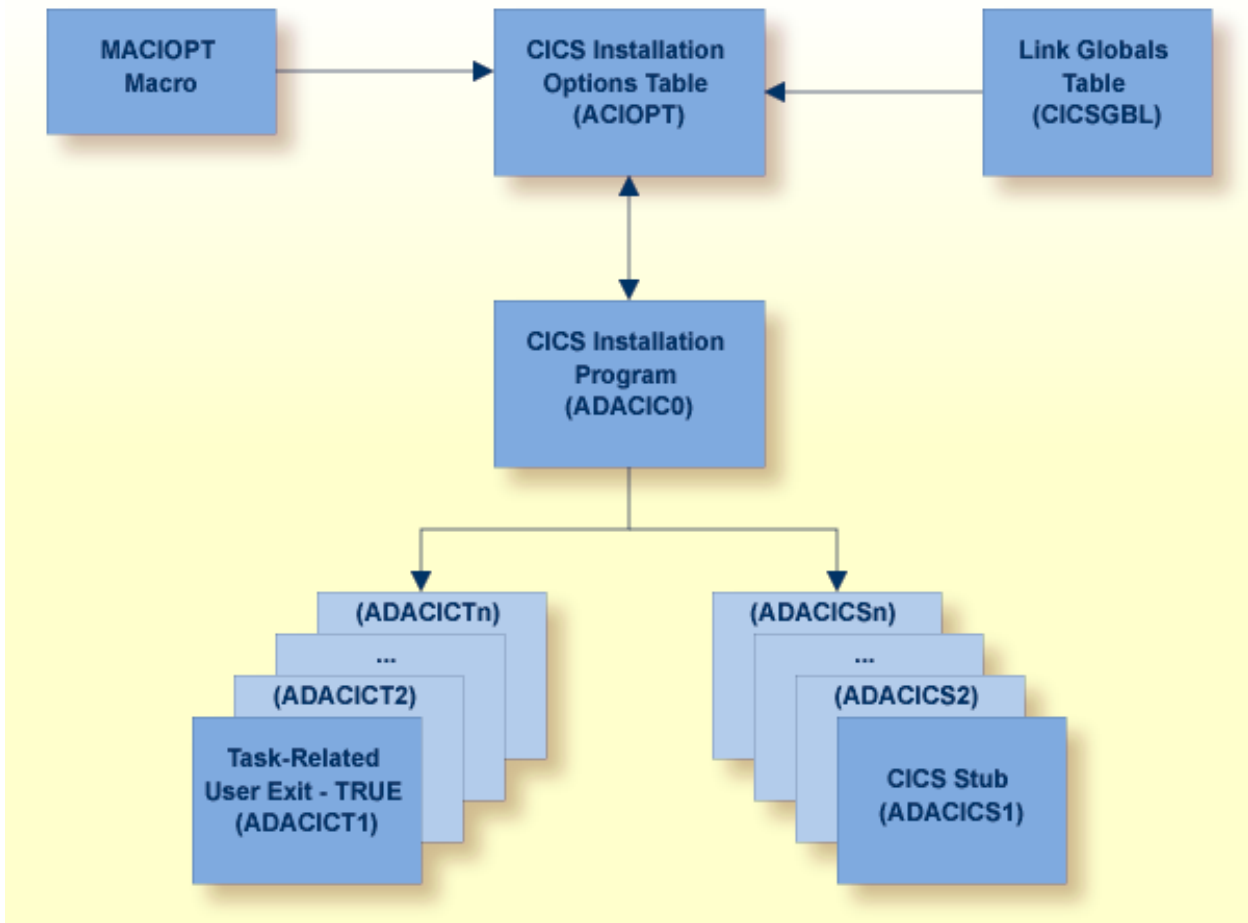 MACIOPT
Macro
CICS Installation
Options Table
(ACIOPT)
Link Globals
Table
(CICSGBL)
CICS Installation
Program
(ADACIC0)
(ADACICTn)
...
(ADACICT2)
Task-Related
User Exit - TRUE
(ADACICT1)
(ADACICSn)
...
(ADACICS2)
CICS Stub
(ADACICS1)